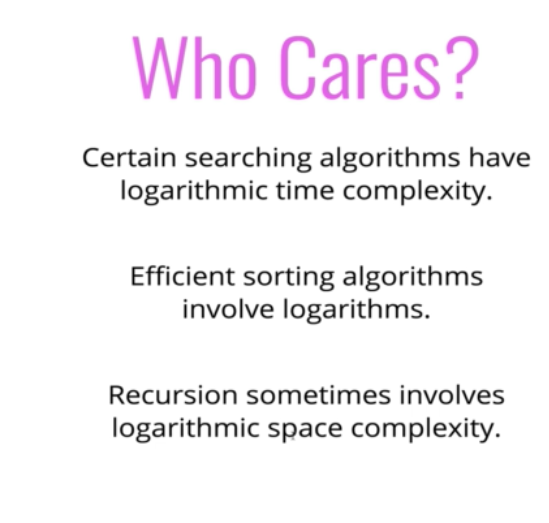 Who Cares?
Certain searching algorithms have
logarithmic time complexity.
Efficient sorting algorithms
involve logarithms.
Recursion sometimes involves
logarithmic space complexity.